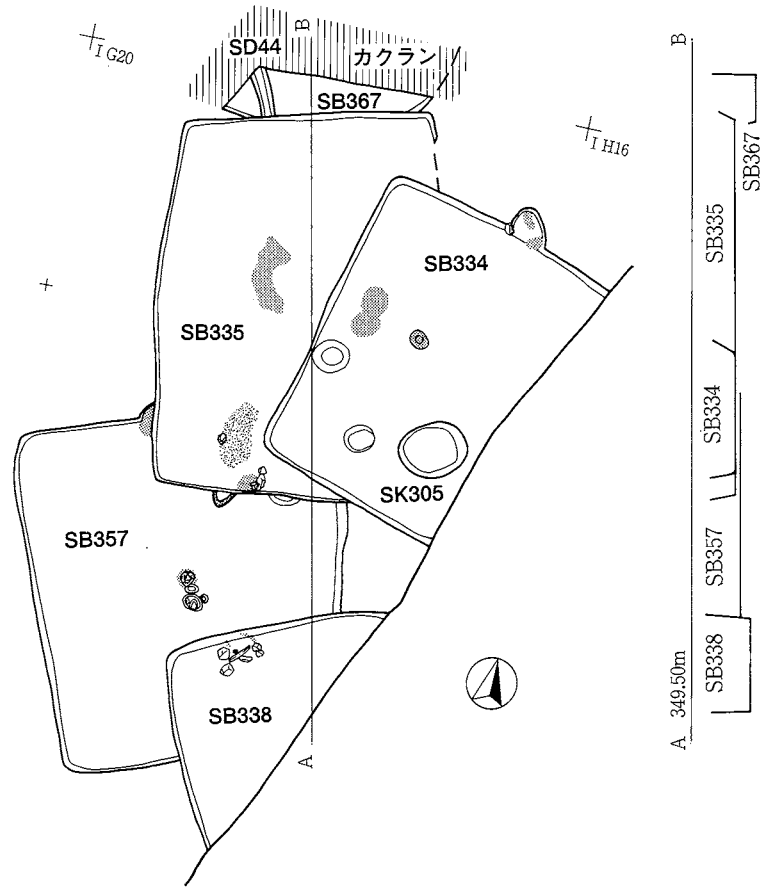 I G20
SD44
B
カクラン
SB367
I H16
SB334
SB335
SK305
SB357
SB338
A
B
SB367
SB335
SB334
SB357
SB338
A 349.50m